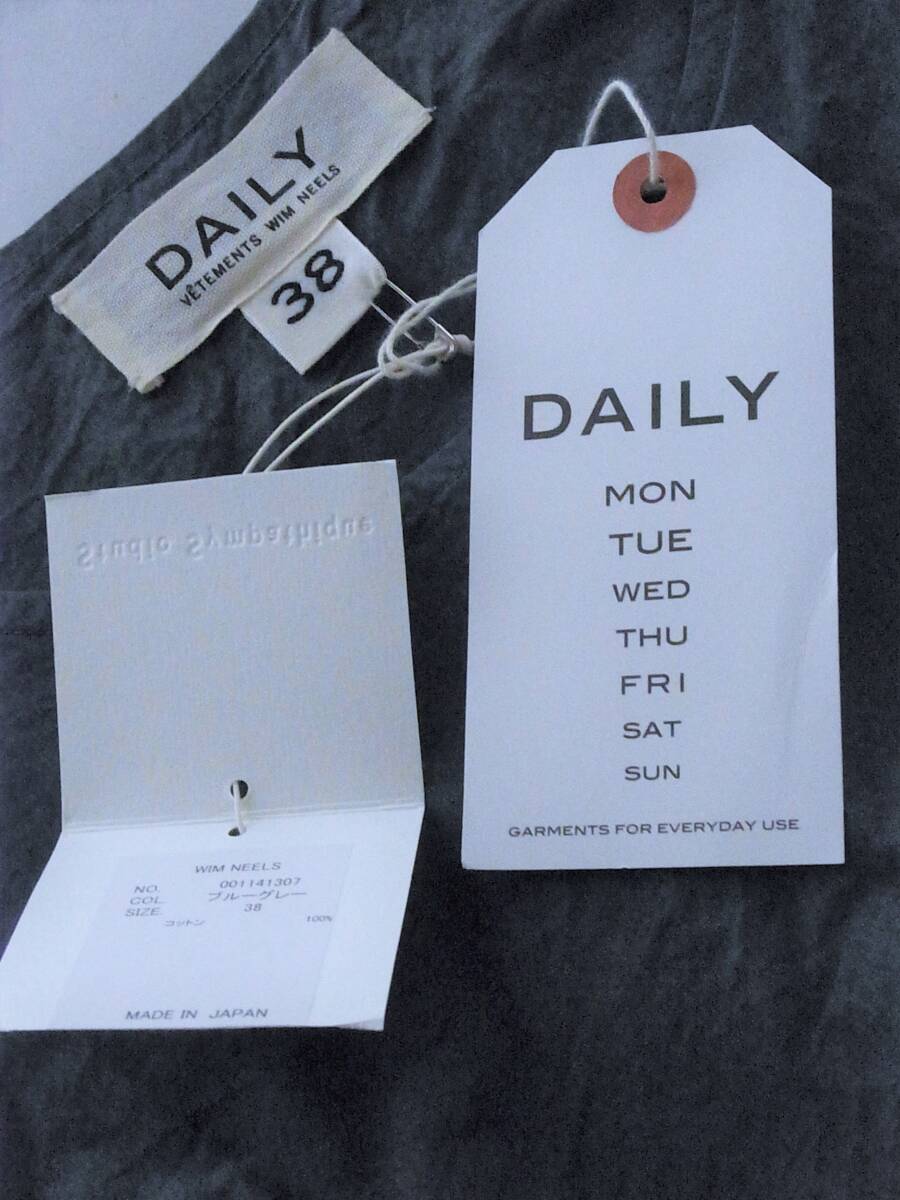 DAILY
VÊTEMENTS WIM NEELS
38
DAILY
MON
TUE
WED
THU
FRI
SAT
SUN
GARMENTS FOR EVERYDAY USE
Studio Sympathique
WIM NEELS
NO. 001141307
COL. ブルーグレー
SIZE. 38
コットン 100%
MADE IN JAPAN